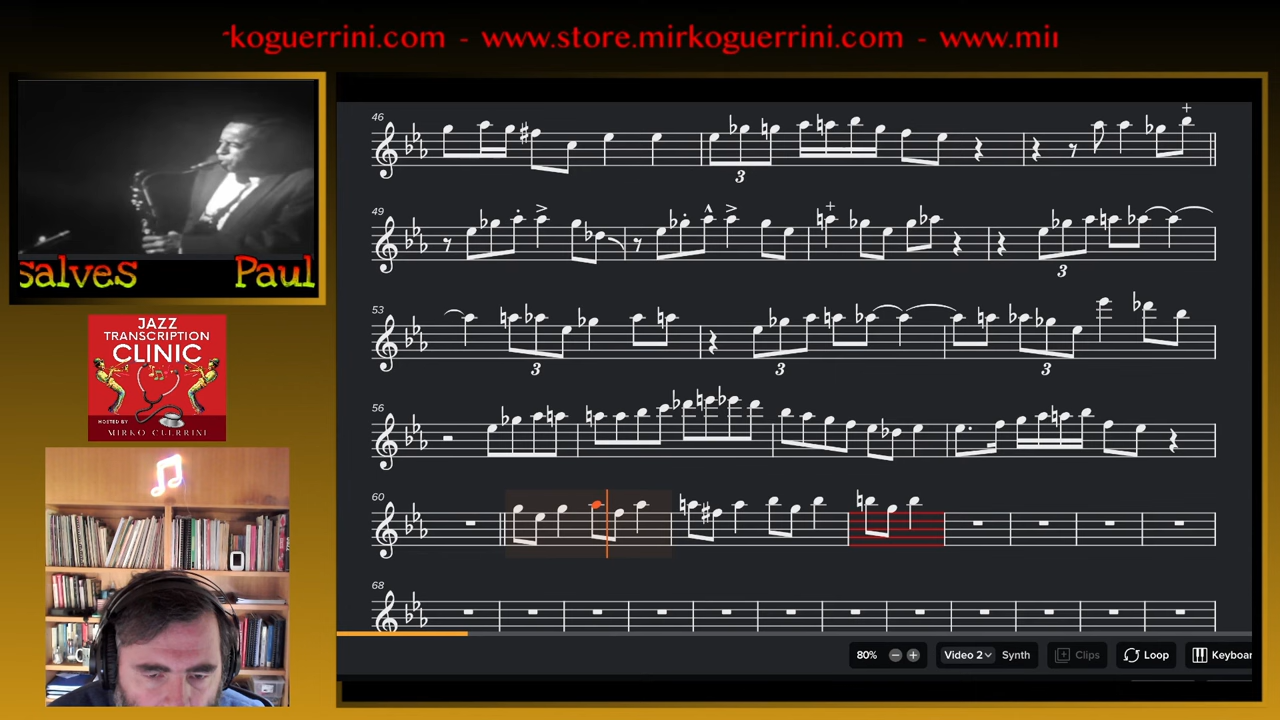 koguerrini.com - www.store.mirkoguerrini.com - www.mi
salves Paul
JAZZ
TRANSCRIPTION
CLINIC
HOSTED BY
MIRKO GUERRINI
46
3
49
3
53
3
3
3
56
60
68
80%
Video 2
Synth
Clips
Loop
Keyboar